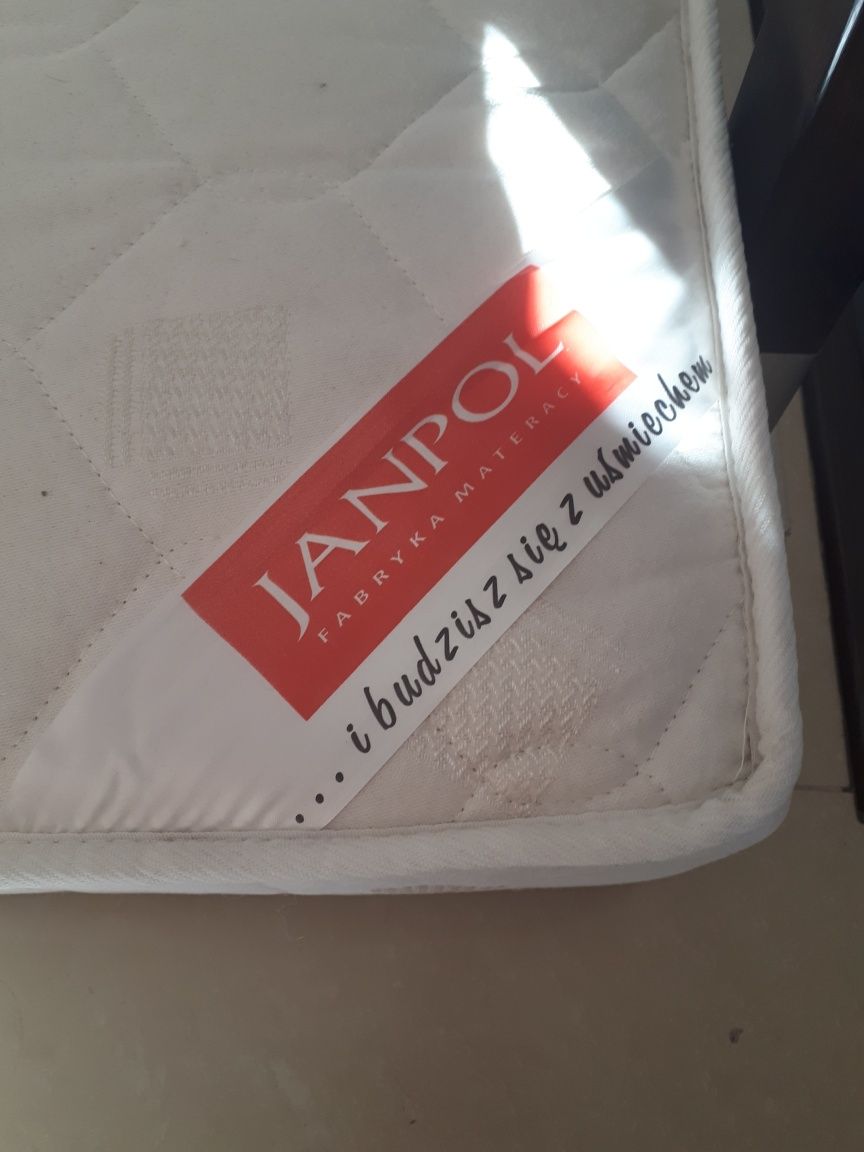 JANPOL
FABRYKA MATERACY
... i budzisz się z uśmiechem